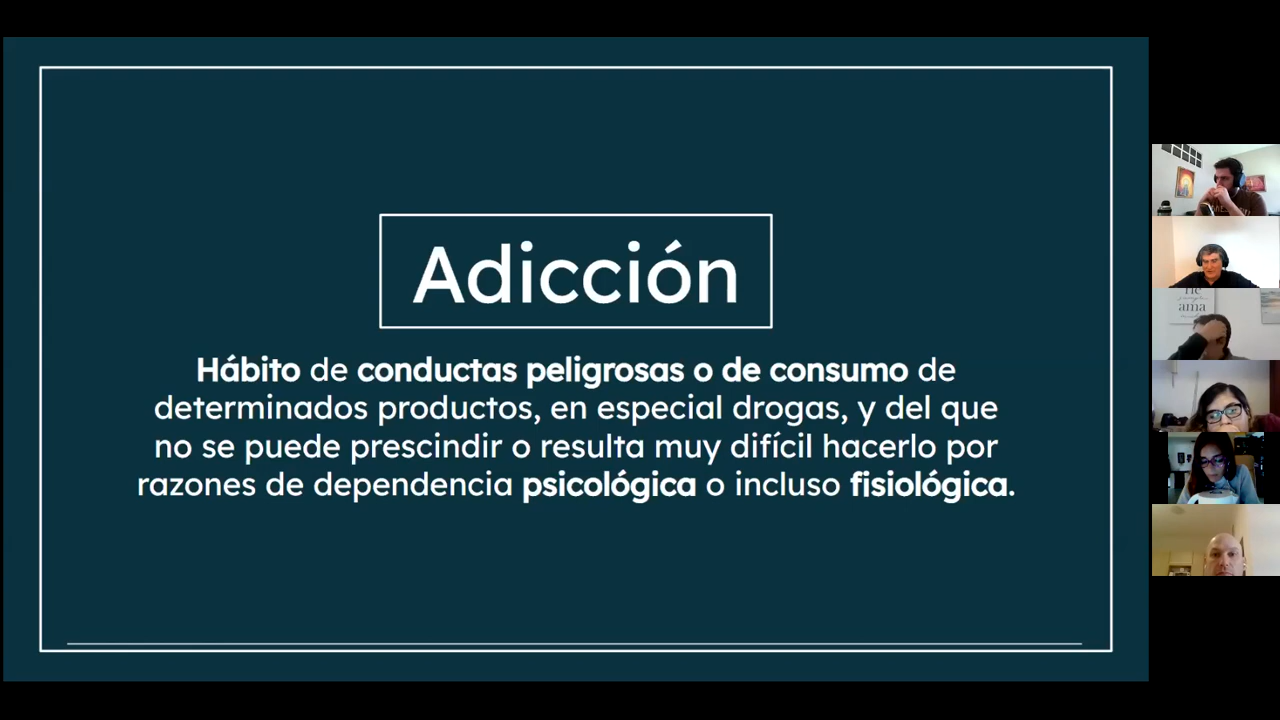 Adicción
Hábito de conductas peligrosas o de consumo de
determinados productos, en especial drogas, y del que
no se puede prescindir o resulta muy difícil hacerlo por
razones de dependencia psicológica o incluso fisiológica.
ama